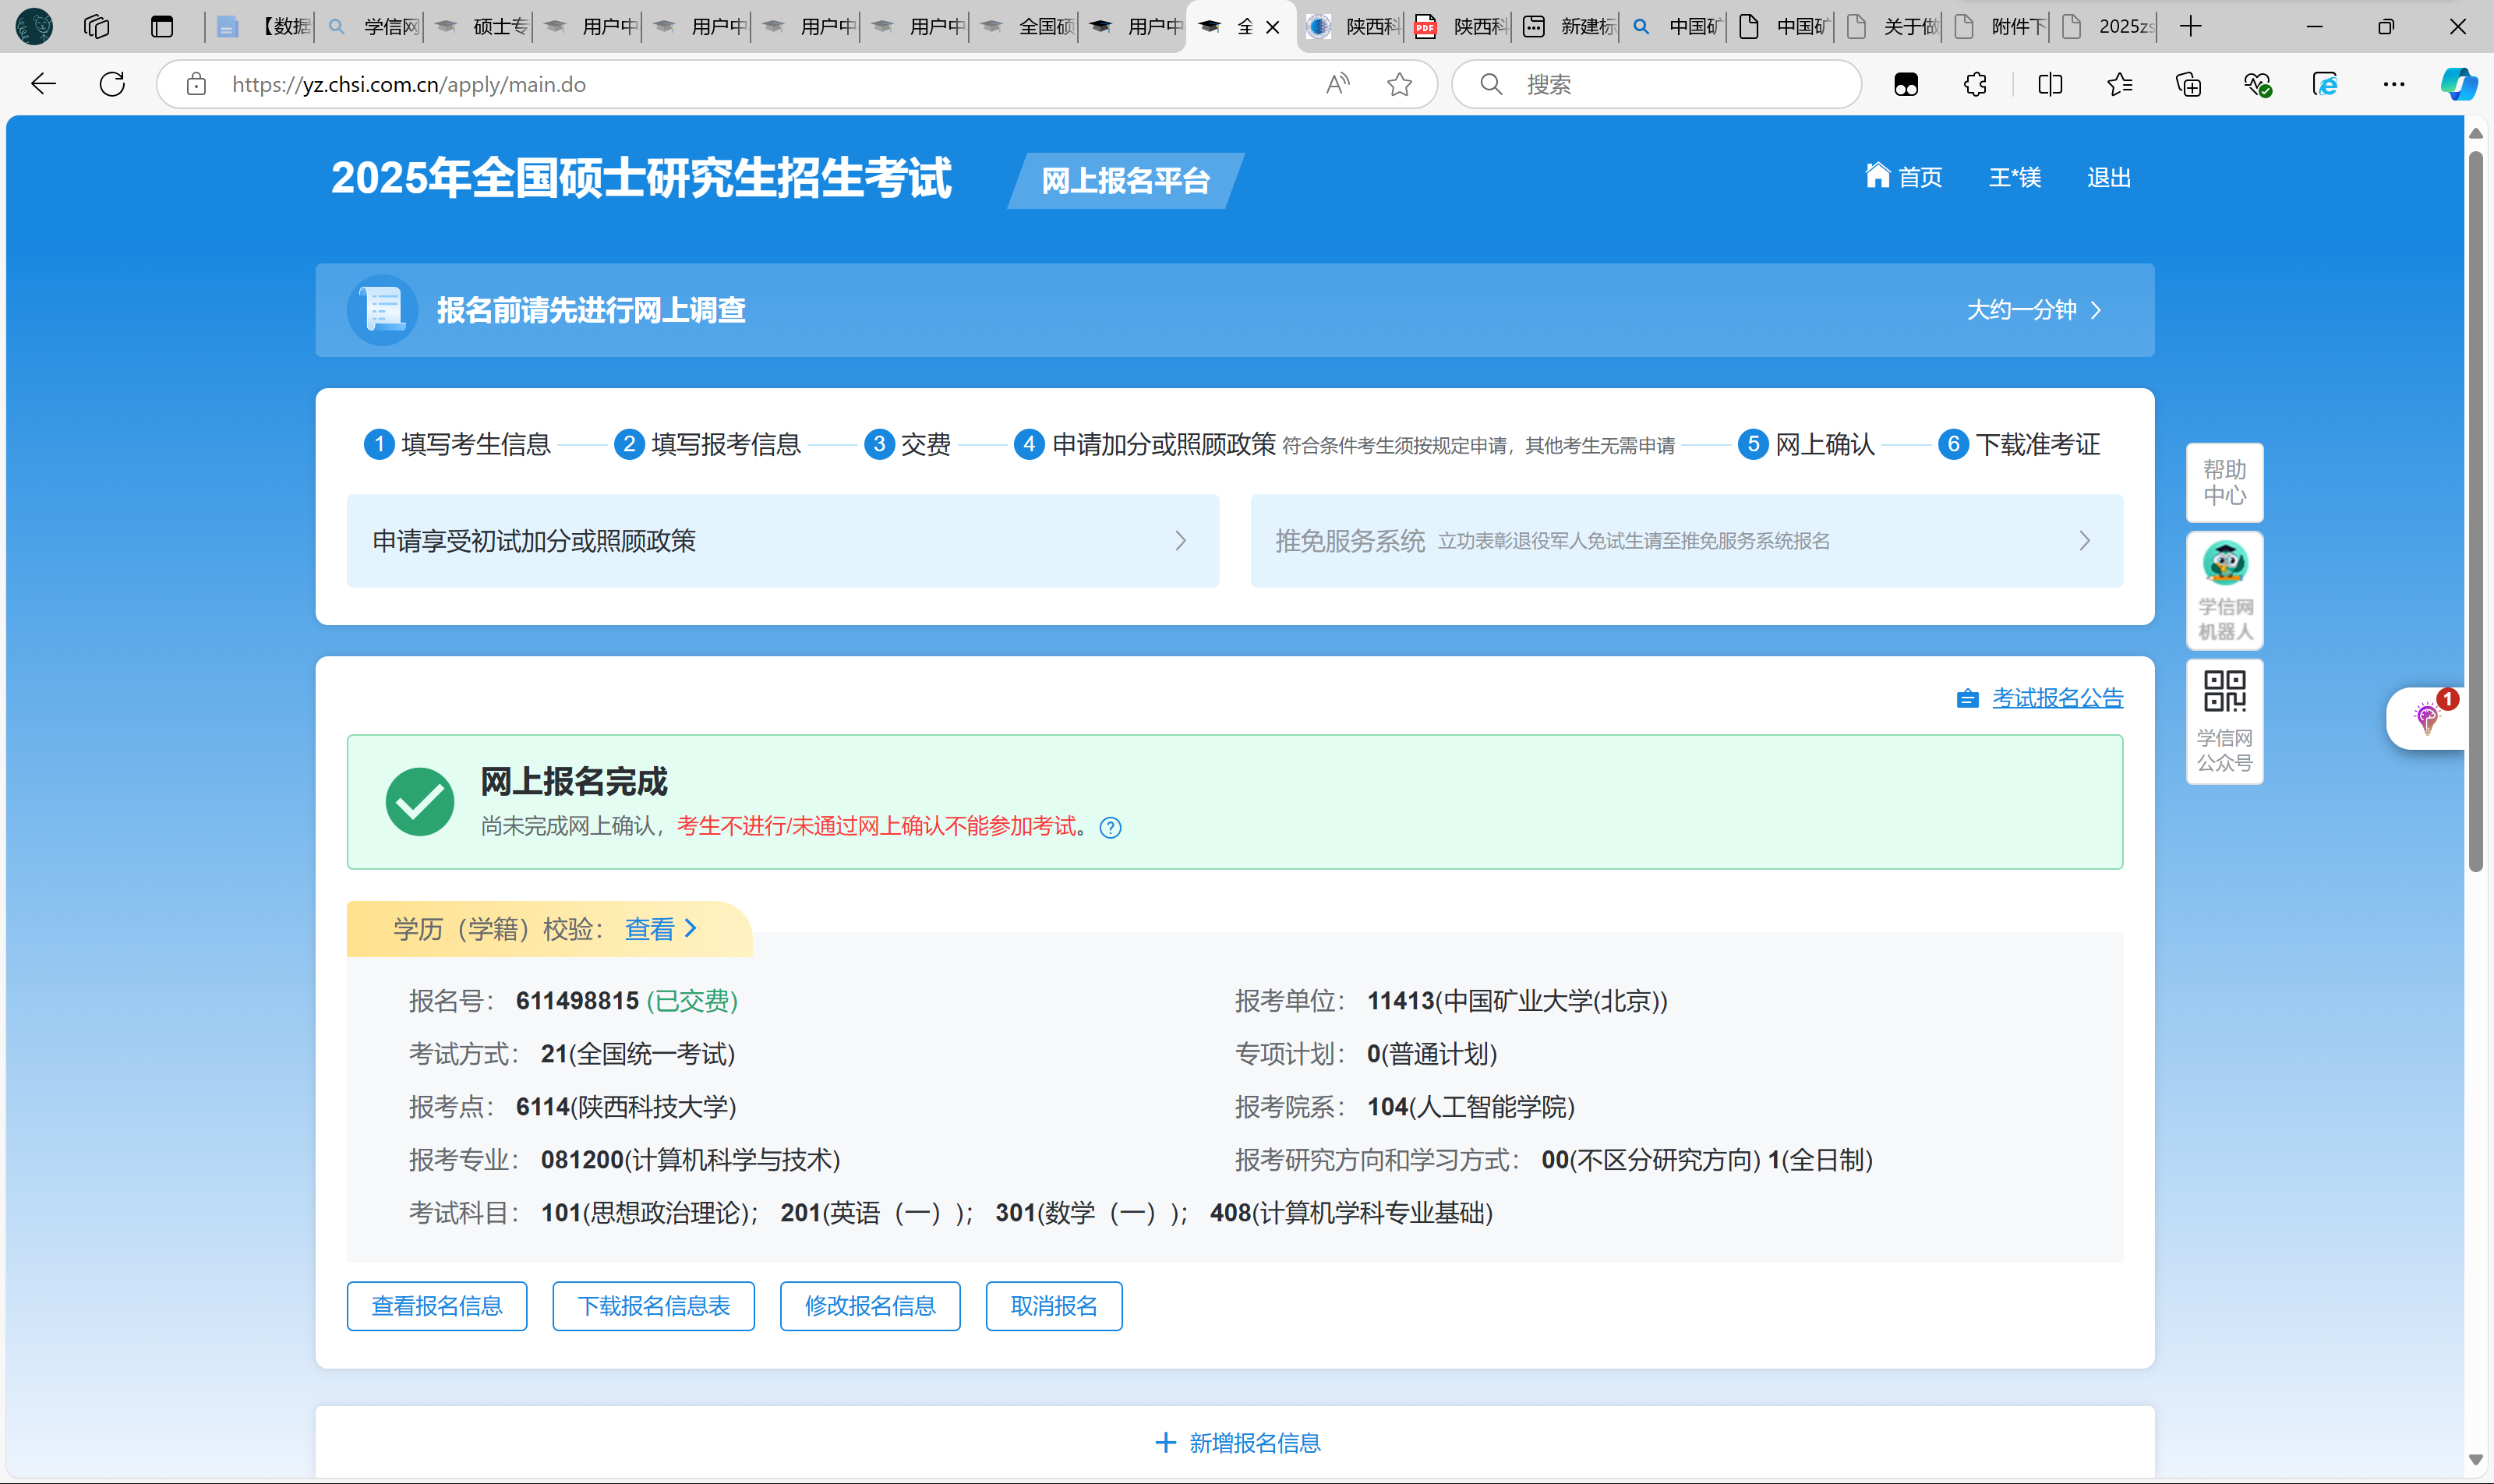 【数据
学信网
硕士专
用户中
用户中
用户中
用户中
全国硕
用户中
全
陕西科
PDF
陕西科
新建标
中国矿
中国矿
关于做
附件下
2025zs
https://yz.chsi.com.cn/apply/main.do
搜索
2025年全国硕士研究生招生考试
网上报名平台
首页
王*镁
退出
报名前请先进行网上调查
大约一分钟
1 填写考生信息
2 填写报考信息
3 交费
4 申请加分或照顾政策 符合条件考生须按规定申请，其他考生无需申请
5 网上确认
6 下载准考证
申请享受初试加分或照顾政策
推免服务系统 立功表彰退役军人免试生请至推免服务系统报名
帮助
中心
学信网
机器人
学信网
公众号
1
考试报名公告
网上报名完成
尚未完成网上确认，考生不进行/未通过网上确认不能参加考试。 ?
学历（学籍）校验： 查看
报名号： 611498815 (已交费)
报考单位： 11413(中国矿业大学(北京))
考试方式： 21(全国统一考试)
专项计划： 0(普通计划)
报考点： 6114(陕西科技大学)
报考院系： 104(人工智能学院)
报考专业： 081200(计算机科学与技术)
报考研究方向和学习方式： 00(不区分研究方向) 1(全日制)
考试科目： 101(思想政治理论)； 201(英语（一）)； 301(数学（一）)； 408(计算机学科专业基础)
查看报名信息
下载报名信息表
修改报名信息
取消报名
新增报名信息